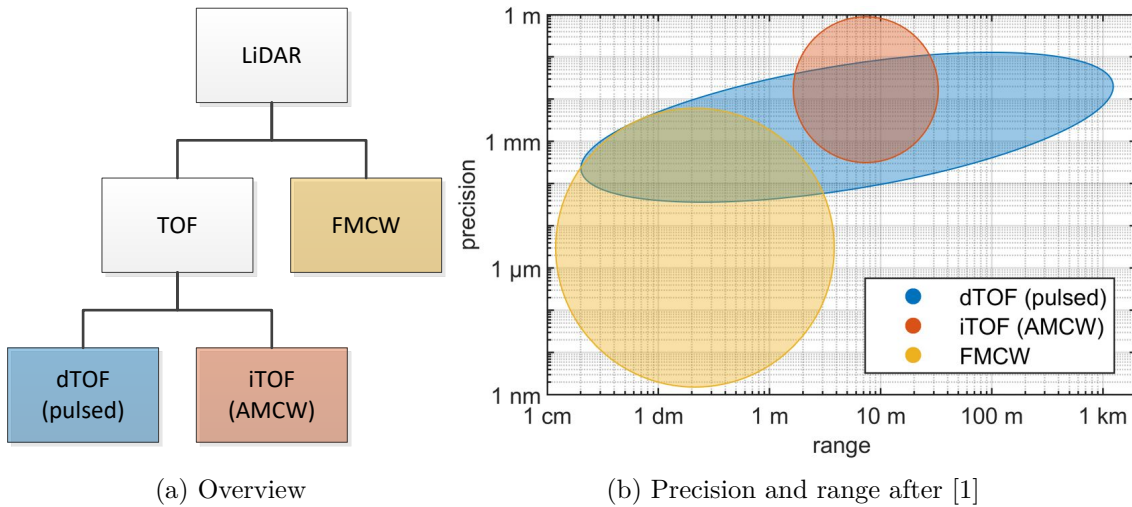 LiDAR
TOF
FMCW
dTOF
(pulsed)
iTOF
(AMCW)
(a) Overview
1 m
1 mm
1 µm
1 nm
precision
1 cm
1 dm
1 m
10 m
100 m
1 km
range
dTOF (pulsed)
iTOF (AMCW)
FMCW
(b) Precision and range after [1]